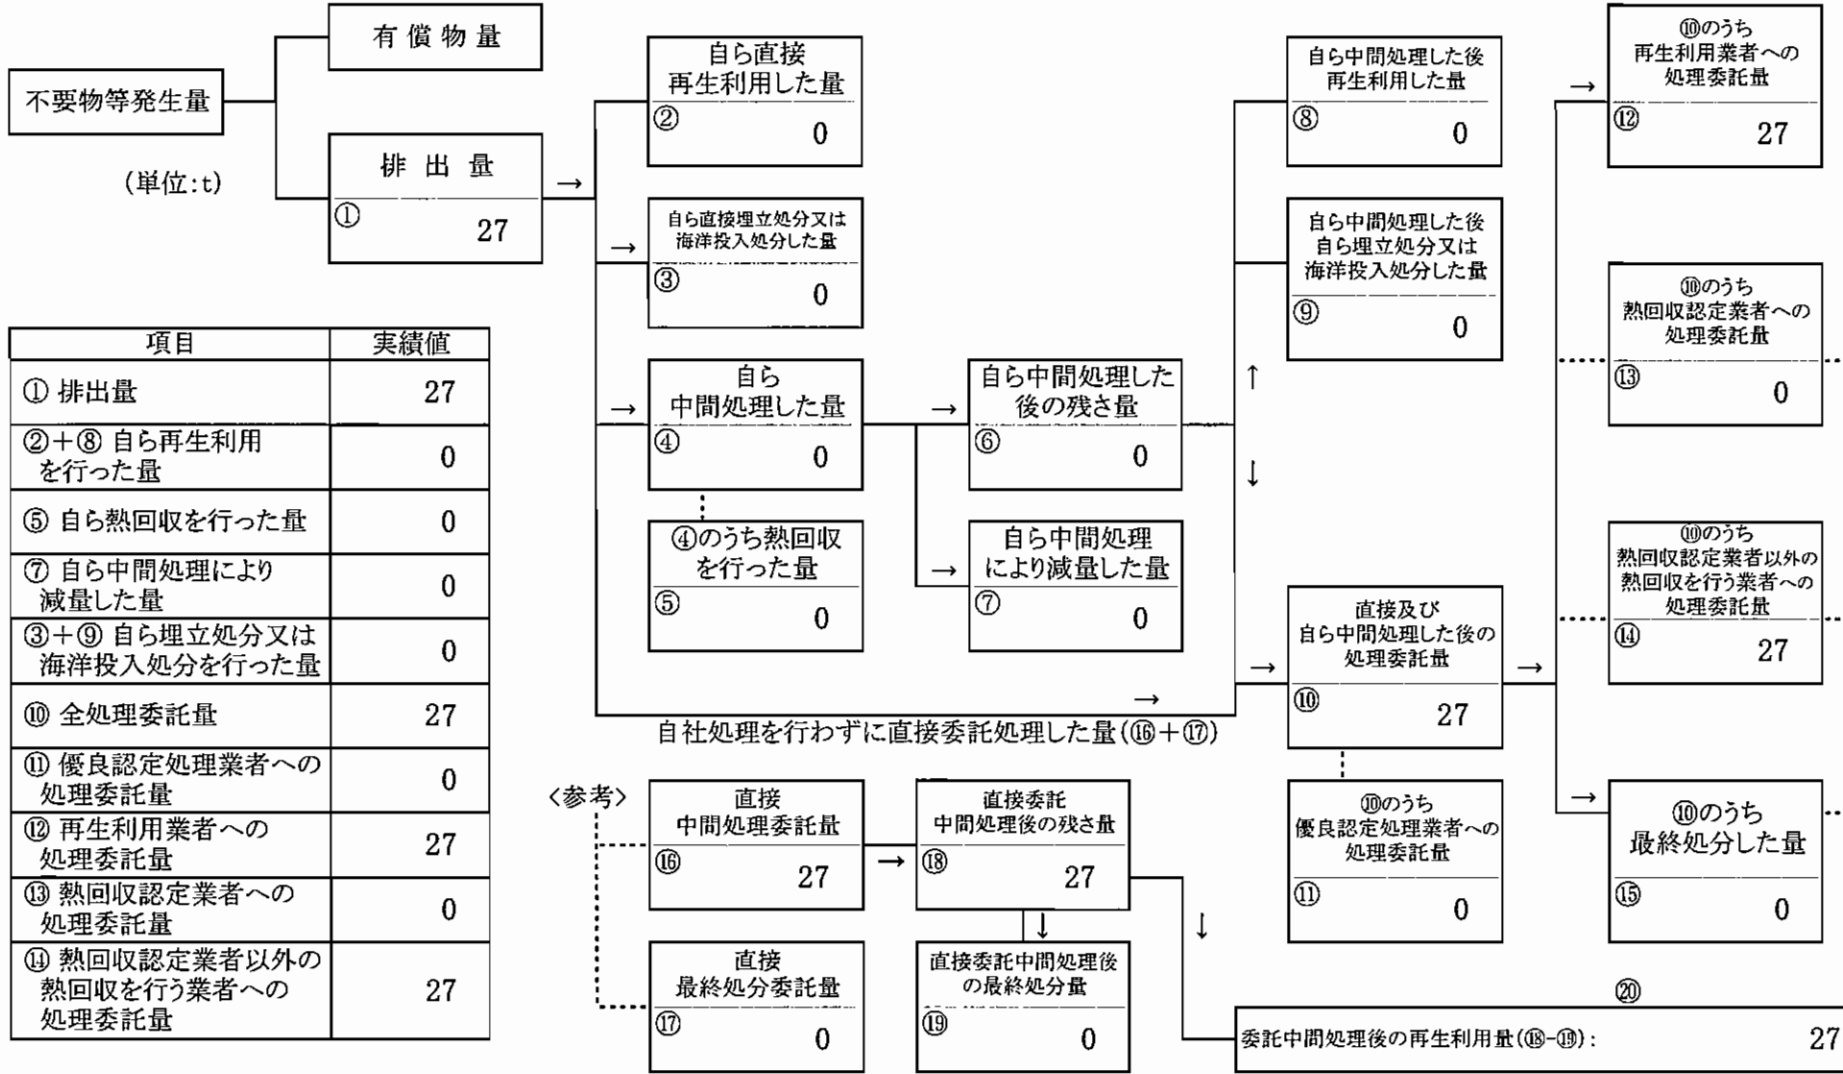 不要物等発生量
(単位:t)
有償物量
排出量
①
27
自ら直接
再生利用した量
②
0
自ら直接埋立処分又は
海洋投入処分した量
③
0
自ら
中間処理した量
④
0
④のうち熱回収
を行った量
⑤
0
自ら中間処理した
後の残さ量
⑥
0
自ら中間処理
により減量した量
⑦
0
自ら中間処理した後
再生利用した量
⑧
0
自ら中間処理した後
自ら埋立処分又は
海洋投入処分した量
⑨
0
直接及び
自ら中間処理した後の
処理委託量
⑩
27
⑩のうち
優良認定処理業者への
処理委託量
⑪
0
⑩のうち
再生利用業者への
処理委託量
⑫
27
⑩のうち
熱回収認定業者への
処理委託量
⑬
0
⑩のうち
熱回収認定業者以外の
熱回収を行う業者への
処理委託量
⑭
27
⑩のうち
最終処分した量
⑮
0
自社処理を行わずに直接委託処理した量(⑯+⑰)
<参考>
直接
中間処理委託量
⑯
27
直接
最終処分委託量
⑰
0
直接委託
中間処理後の残さ量
⑱
27
直接委託中間処理後
の最終処分量
⑲
0
⑳
委託中間処理後の再生利用量(⑱-⑲): 27
項目 実績値
① 排出量 27
②+⑧ 自ら再生利用
を行った量 0
⑤ 自ら熱回収を行った量 0
⑦ 自ら中間処理により
減量した量 0
③+⑨ 自ら埋立処分又は
海洋投入処分を行った量 0
⑩ 全処理委託量 27
⑪ 優良認定処理業者への
処理委託量 0
⑫ 再生利用業者への
処理委託量 27
⑬ 熱回収認定業者への
処理委託量 0
⑭ 熱回収認定業者以外の
熱回収を行う業者への
処理委託量 27